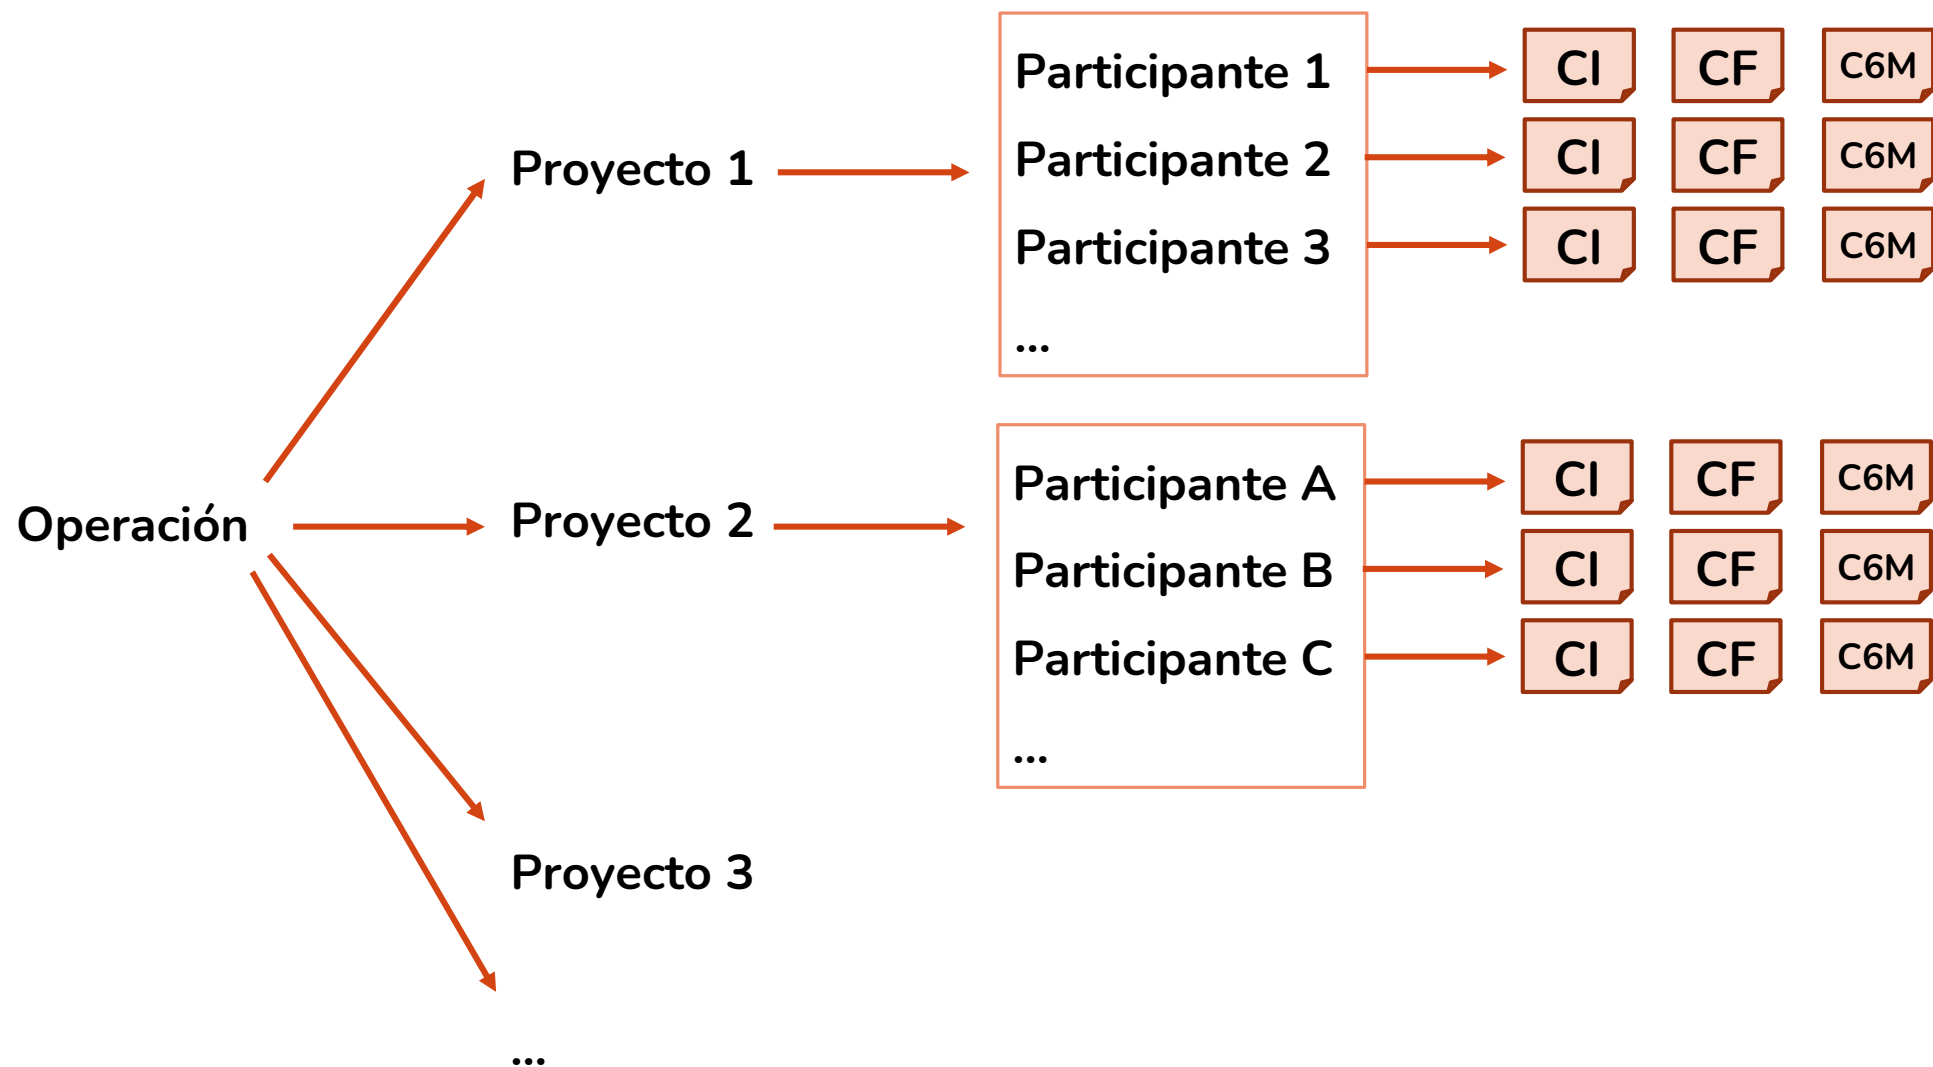 Operación
Proyecto 1
Participante 1
CI CF C6M
Participante 2
CI CF C6M
Participante 3
CI CF C6M
...
Proyecto 2
Participante A
CI CF C6M
Participante B
CI CF C6M
Participante C
CI CF C6M
...
Proyecto 3
...